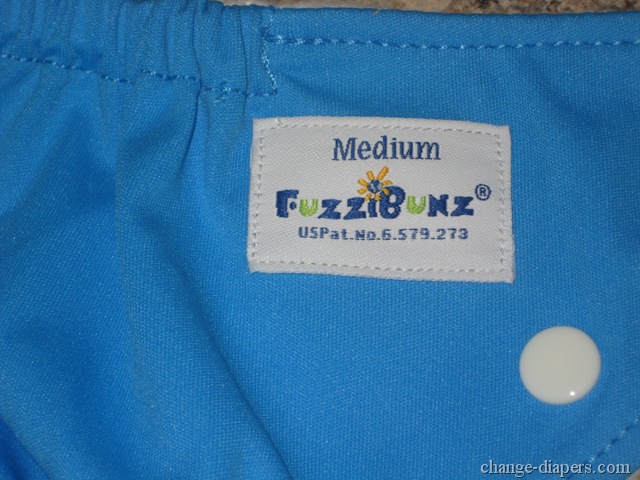 Medium
FuzziBunz®
USPat.No.6.579.273
change-diapers.com